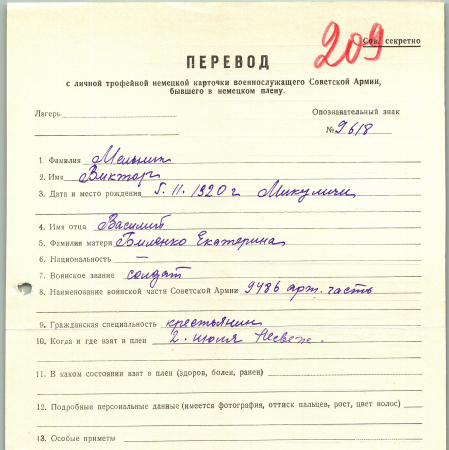 209
Сов. секретно
ПЕРЕВОД
с личной трофейной немецкой карточки военнослужащего Советской Армии,
бывшего в немецком плену.
Лагерь
Опознавательный знак
№ 9618
1. Фамилия Мельник
2. Имя Виктор
3. Дата и место рождения 5.11.1920 г Микуличи
4. Имя отца Василий
5. Фамилия матери Биленко Екатерина
6. Национальность —
7. Воинское звание солдат
8. Наименование воинской части Советской Армии 9486 арт. часть
9. Гражданская специальность крестьянин
10. Когда и где взят в плен 2. июля Несвеж.
11. В каком состоянии взят в плен (здоров, болен, ранен)
12. Подробные персональные данные (имеется фотография, оттиск пальцев, рост, цвет волос)
13. Особые приметы